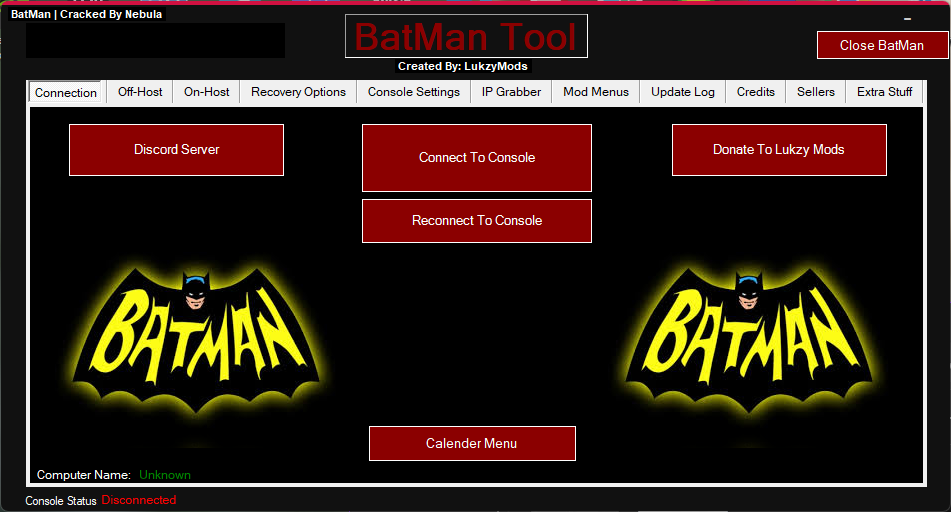 BatMan | Cracked By Nebula
BatMan Tool
Created By: LukzyMods
Close BatMan
Connection Off-Host On-Host Recovery Options Console Settings IP Grabber Mod Menus Update Log Credits Sellers Extra Stuff
Discord Server
Connect To Console
Donate To Lukzy Mods
Reconnect To Console
BATMAN
BATMAN
Calender Menu
Computer Name: Unknown
Console Status Disconnected